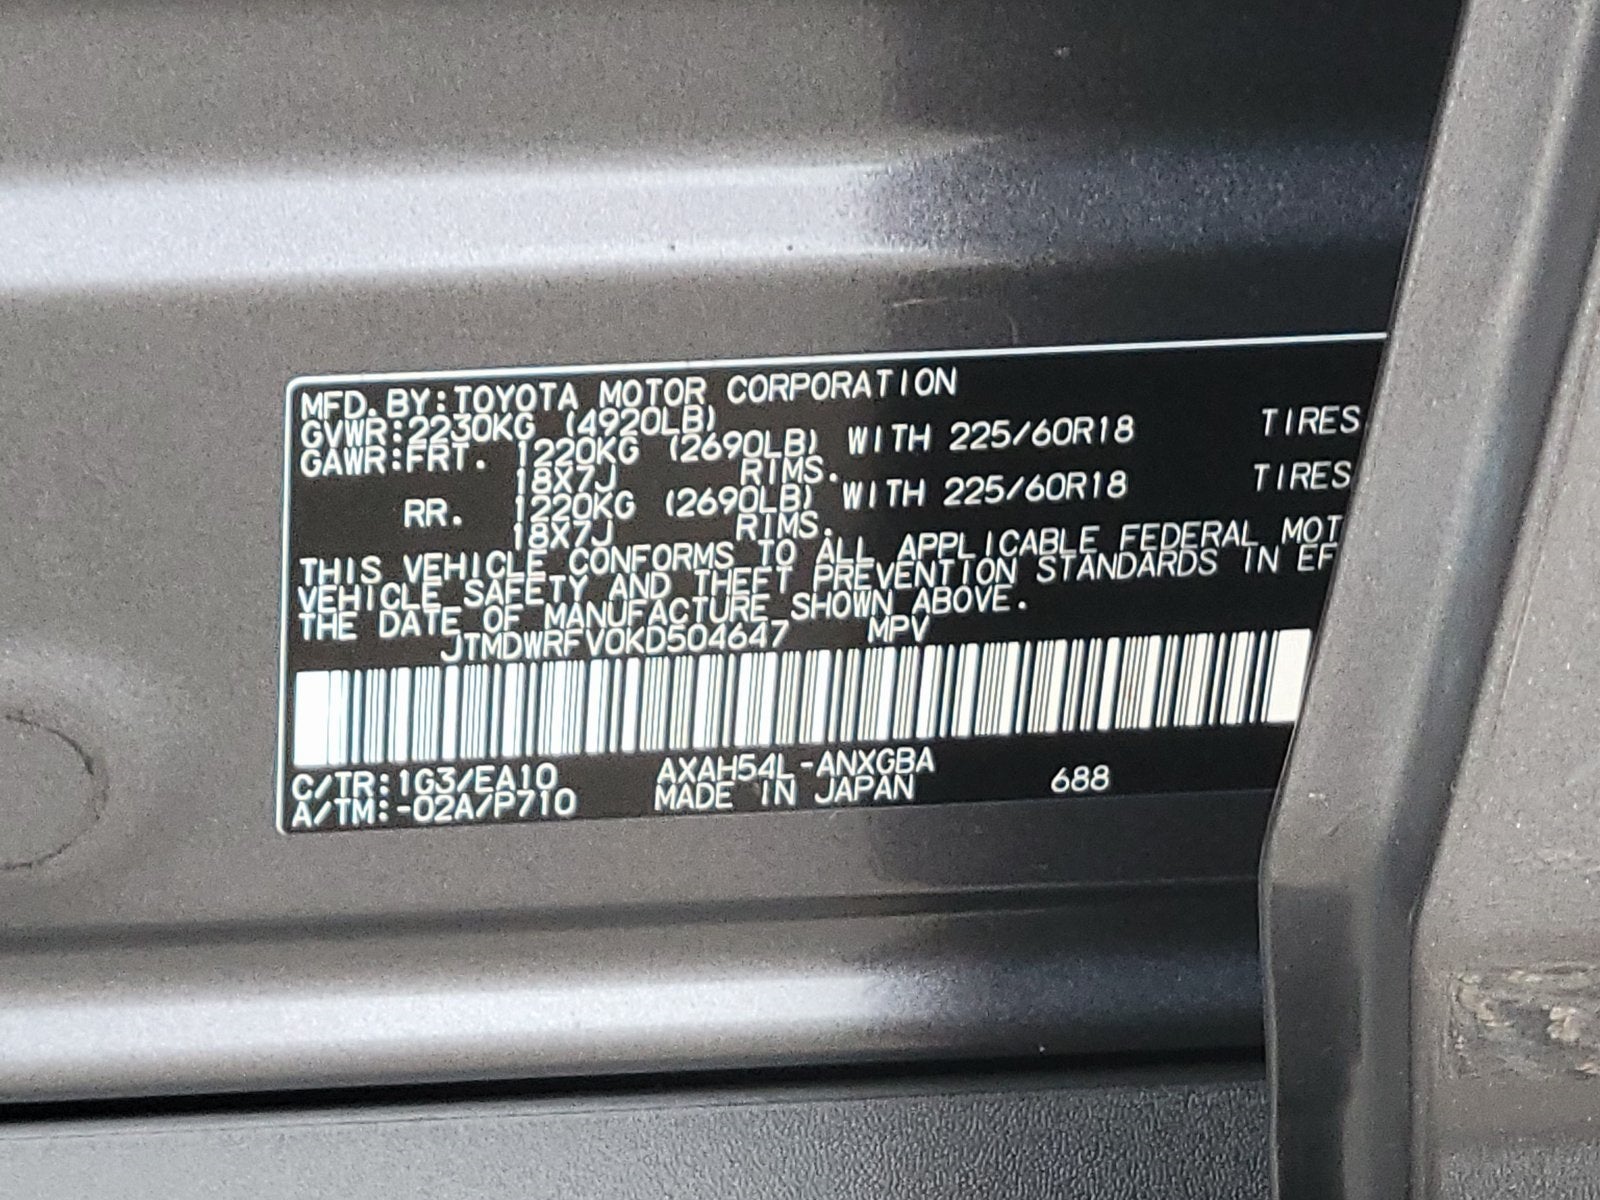 MFD. BY: TOYOTA MOTOR CORPORATION
GVWR: 2230KG (4920LB)
GAWR: FRT. 1220KG (2690LB) WITH 225/60R18 TIRES
18X7J RIMS.
RR. 1220KG (2690LB) WITH 225/60R18 TIRES
18X7J RIMS.
THIS VEHICLE CONFORMS TO ALL APPLICABLE FEDERAL MOT
VEHICLE SAFETY AND THEFT PREVENTION STANDARDS IN EF
THE DATE OF MANUFACTURE SHOWN ABOVE.
JTMDWRFV0KD504647 MPV
C/TR: 1G3/EA10 AXAH54L-ANXGBA 688
A/TM: -02A/P710 MADE IN JAPAN